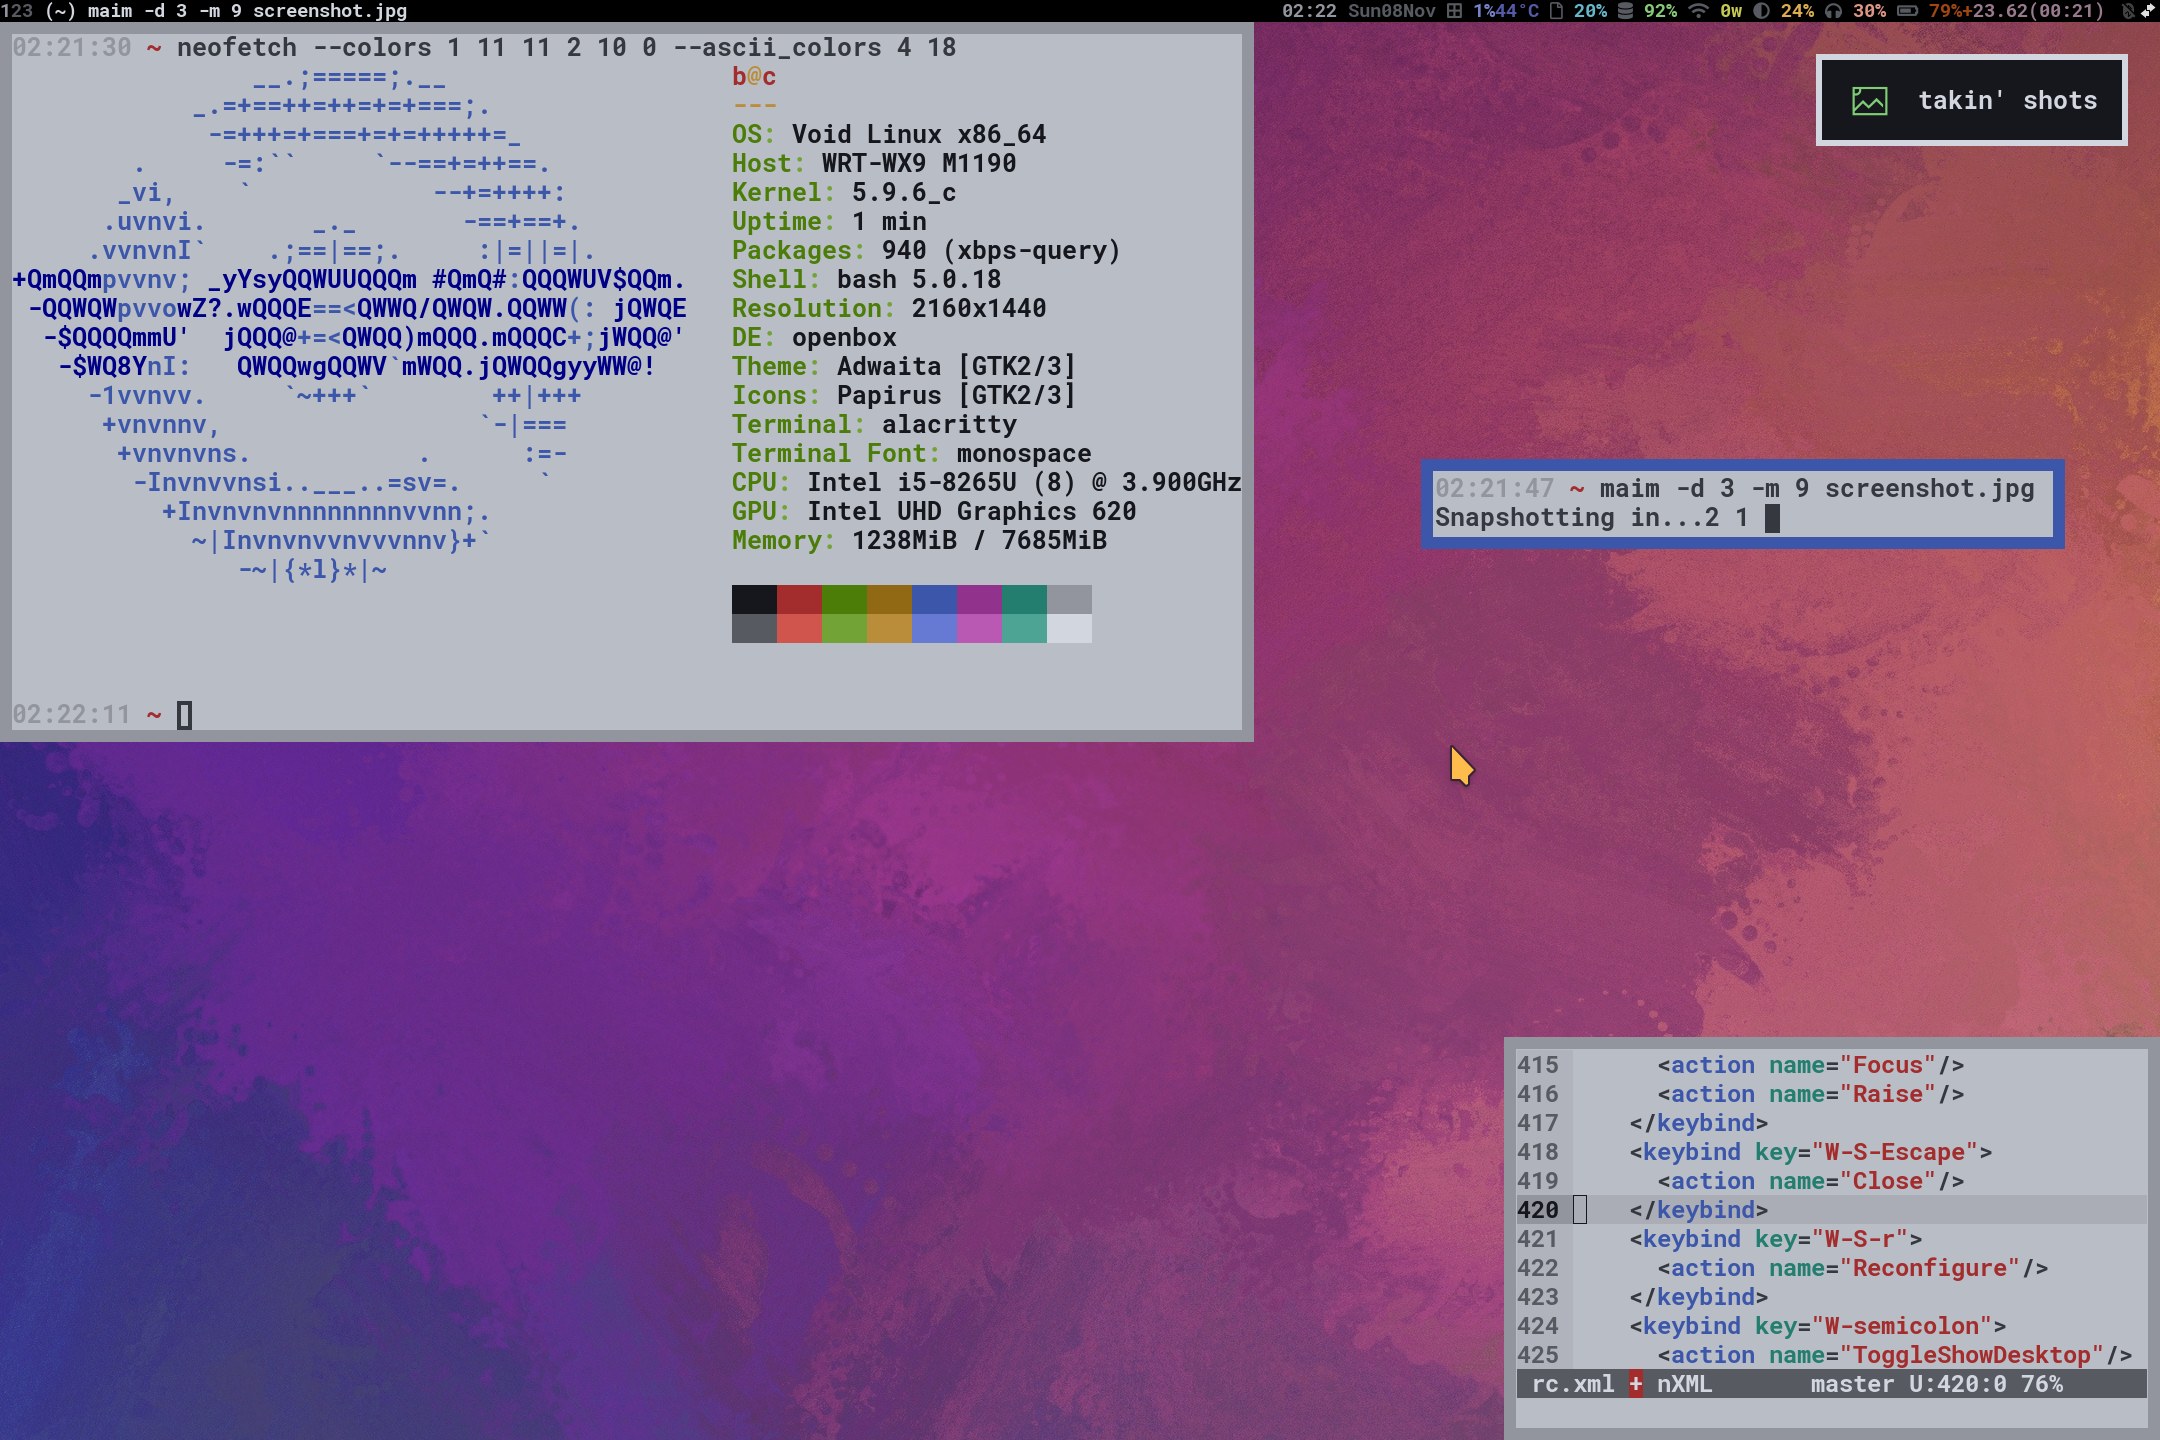 123 (~) maim -d 3 -m 9 screenshot.jpg
02:22 Sun08Nov 1%44°C 20% 92% 0w 24% 30% 79%+23.62(00:21)
02:21:30 ~ neofetch --colors 1 11 11 2 10 0 --ascii_colors 4 18
__.;=====;.__
_.=+==++=++=+=+===;.
-=+++=+===+=+=+++++=_
.     -=:``     `--==+=++==.
_vi,    `            --+=++++:
.uvnvi.       _._       -==+==+.
.vvnvnI`    .;==|==;.     :|=||=|.
+QmQQmpvvnv; _yYsyQQWUUQQQm #QmQ#:QQQWUV$QQm.
-QQWQWpvvowZ?.wQQQE==<QWWQ/QWQW.QQWW(: jQWQE
-$QQQQmmU'  jQQQ@+=<QWQQ)mQQQ.mQQQC+;jWQQ@'
-$WQ8YnI:   QWQQwgQQWV`mWQQ.jQWQQgyyWW@!
-1vvnvv.     `~+++`        ++|+++
+vnvnnv,                 `-|===
+vnvnvns.           .      :=-
-Invnvvnsi..___..=sv=.     `
+Invnvnvnnnnnnnnvvnn;.
~|Invnvnvvnvvvnnv}+`
-~|{*l}*|~
b@c
---
OS: Void Linux x86_64
Host: WRT-WX9 M1190
Kernel: 5.9.6_c
Uptime: 1 min
Packages: 940 (xbps-query)
Shell: bash 5.0.18
Resolution: 2160x1440
DE: openbox
Theme: Adwaita [GTK2/3]
Icons: Papirus [GTK2/3]
Terminal: alacritty
Terminal Font: monospace
CPU: Intel i5-8265U (8) @ 3.900GHz
GPU: Intel UHD Graphics 620
Memory: 1238MiB / 7685MiB
02:22:11 ~
takin' shots
02:21:47 ~ maim -d 3 -m 9 screenshot.jpg
Snapshotting in...2 1
415 <action name="Focus"/>
416 <action name="Raise"/>
417 </keybind>
418 <keybind key="W-S-Escape">
419 <action name="Close"/>
420 </keybind>
421 <keybind key="W-S-r">
422 <action name="Reconfigure"/>
423 </keybind>
424 <keybind key="W-semicolon">
425 <action name="ToggleShowDesktop"/>
rc.xml + nXML master U:420:0 76%